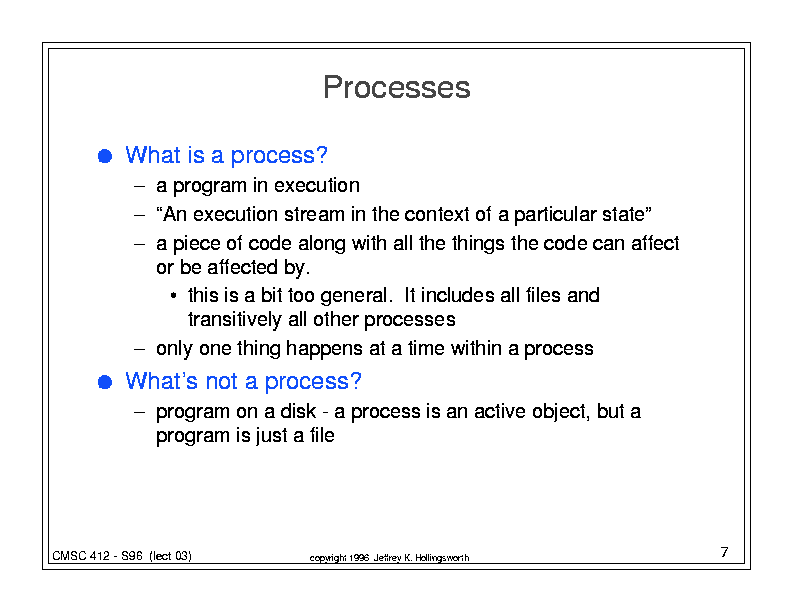 Processes
What is a process?
– a program in execution
– “An execution stream in the context of a particular state”
– a piece of code along with all the things the code can affect
or be affected by.
• this is a bit too general.  It includes all files and
transitively all other processes
– only one thing happens at a time within a process
What’s not a process?
– program on a disk - a process is an active object, but a
program is just a file
CMSC 412 - S96  (lect 03)
copyright 1996  Jeffrey K. Hollingsworth
7